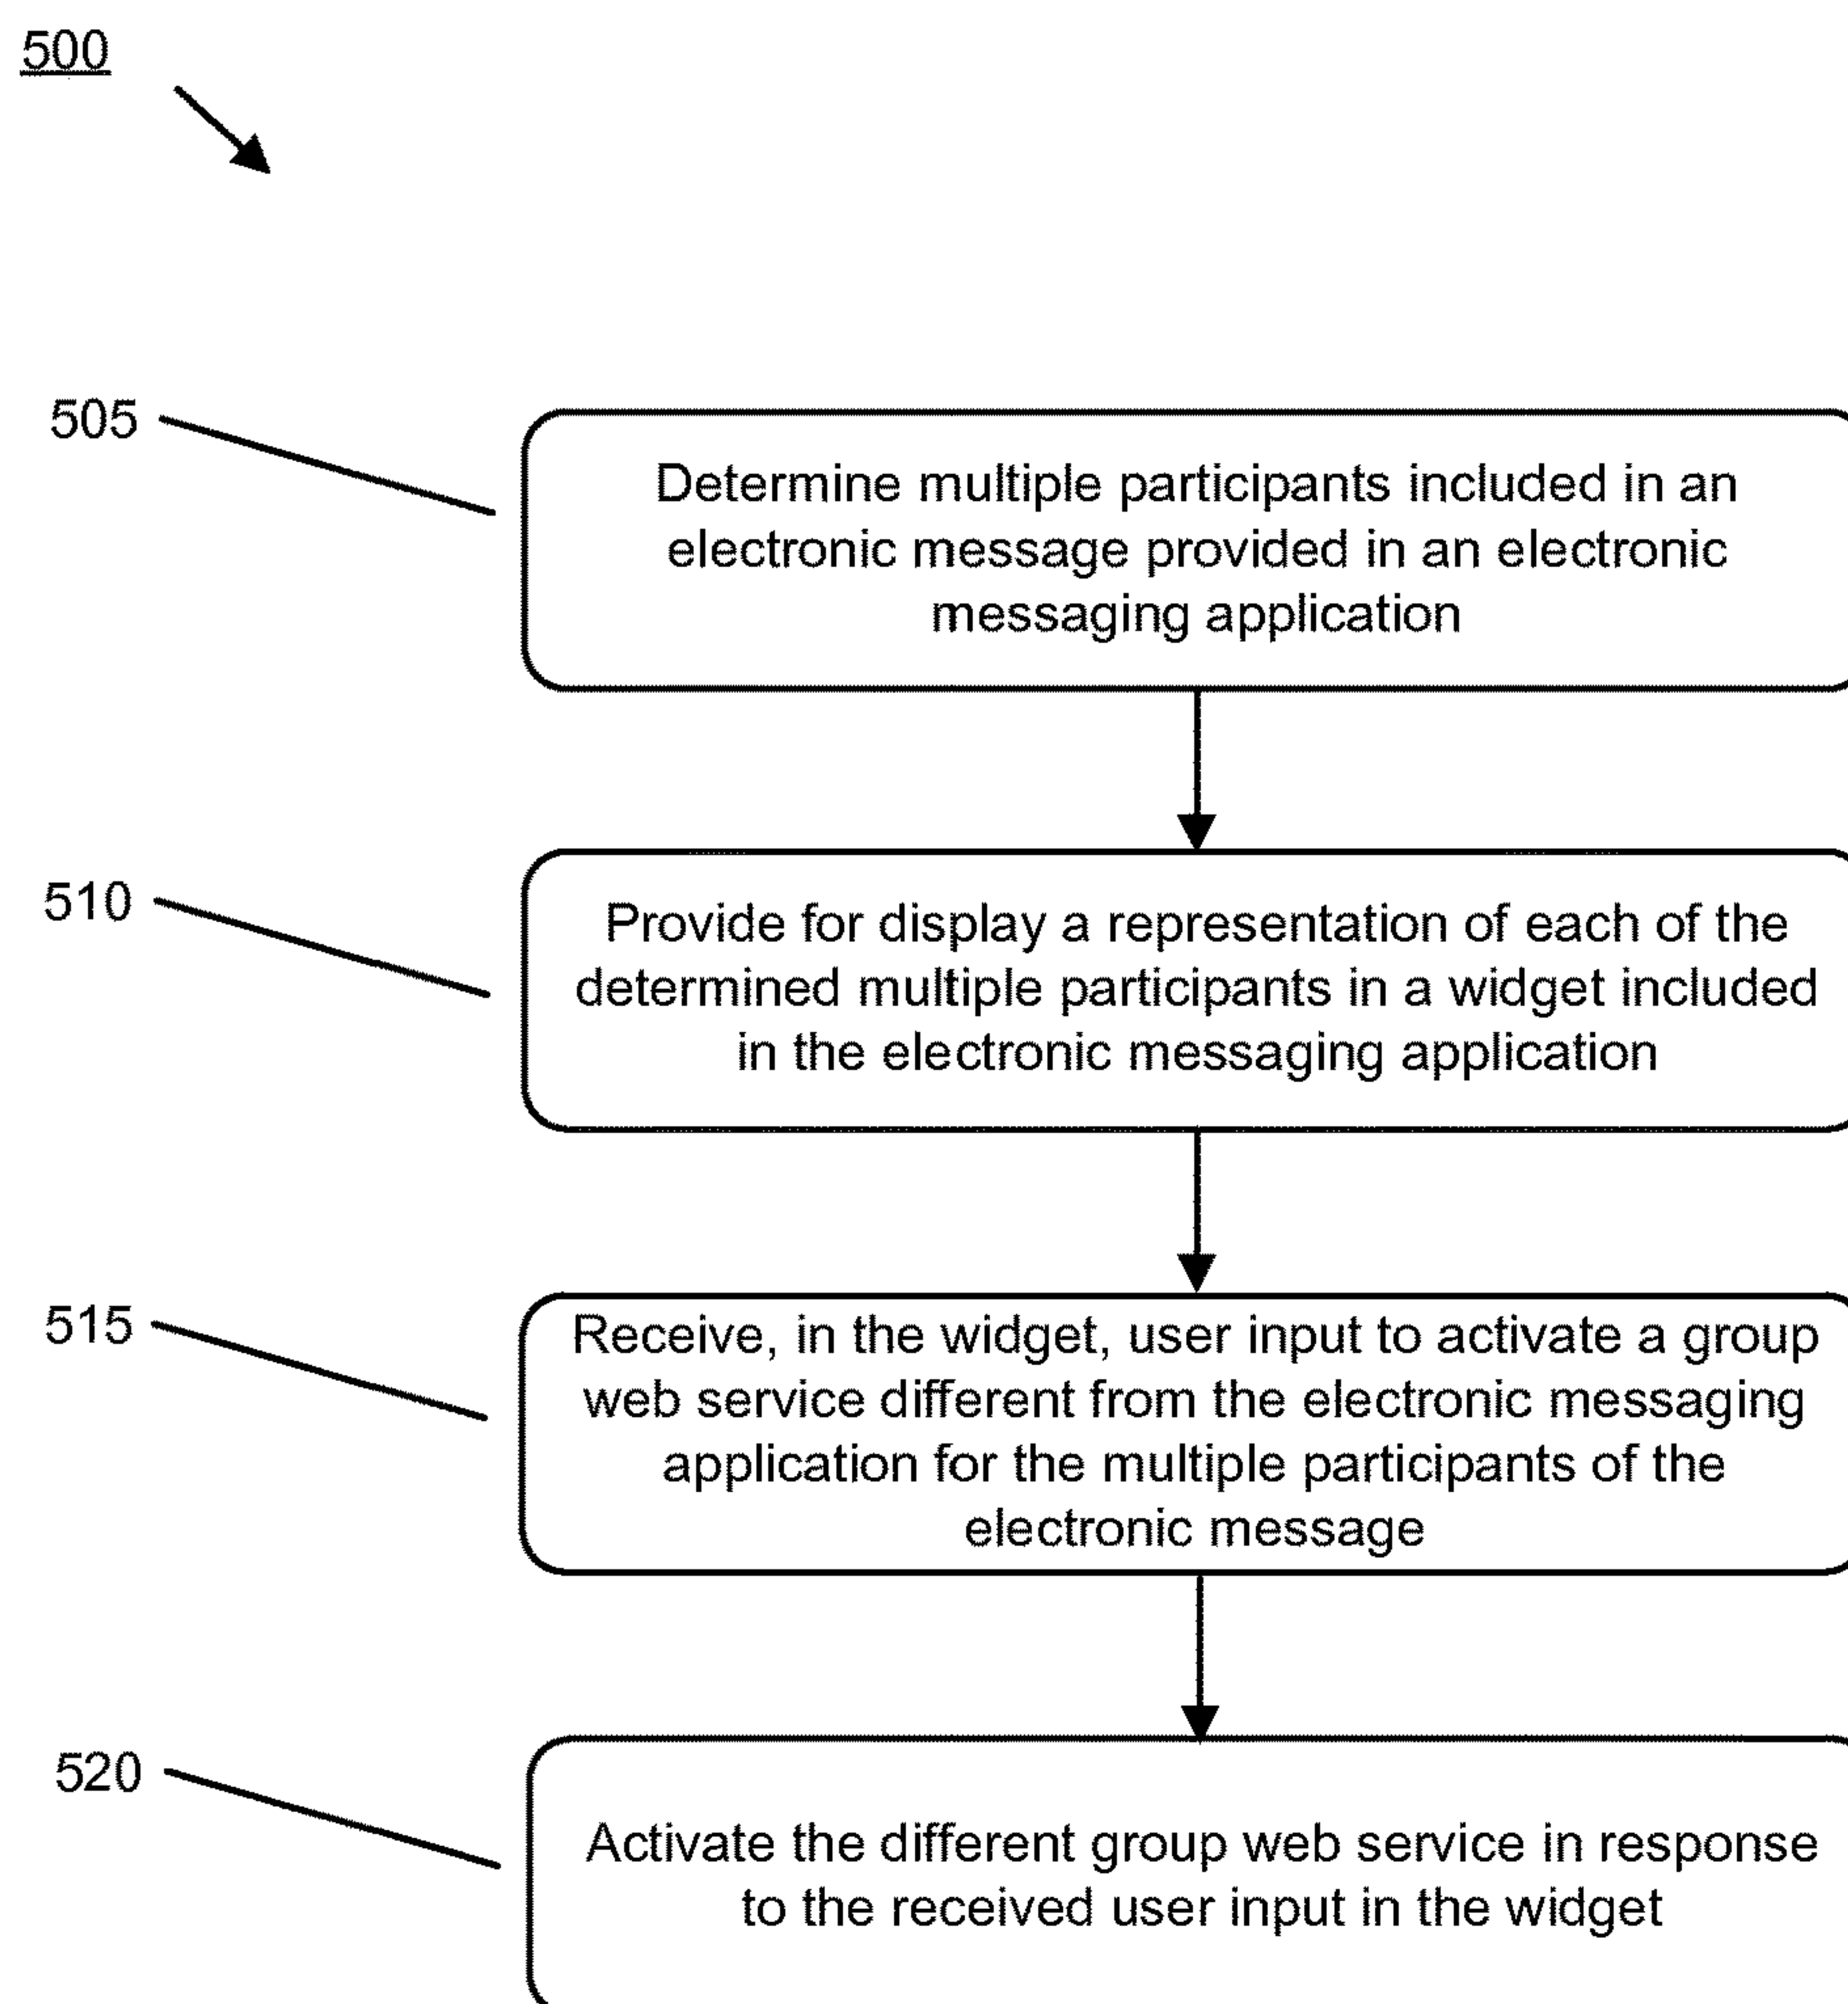 500
505
Determine multiple participants included in an
electronic message provided in an electronic
messaging application
510
Provide for display a representation of each of the
determined multiple participants in a widget included
in the electronic messaging application
515
Receive, in the widget, user input to activate a group
web service different from the electronic messaging
application for the multiple participants of the
electronic message
520
Activate the different group web service in response
to the received user input in the widget